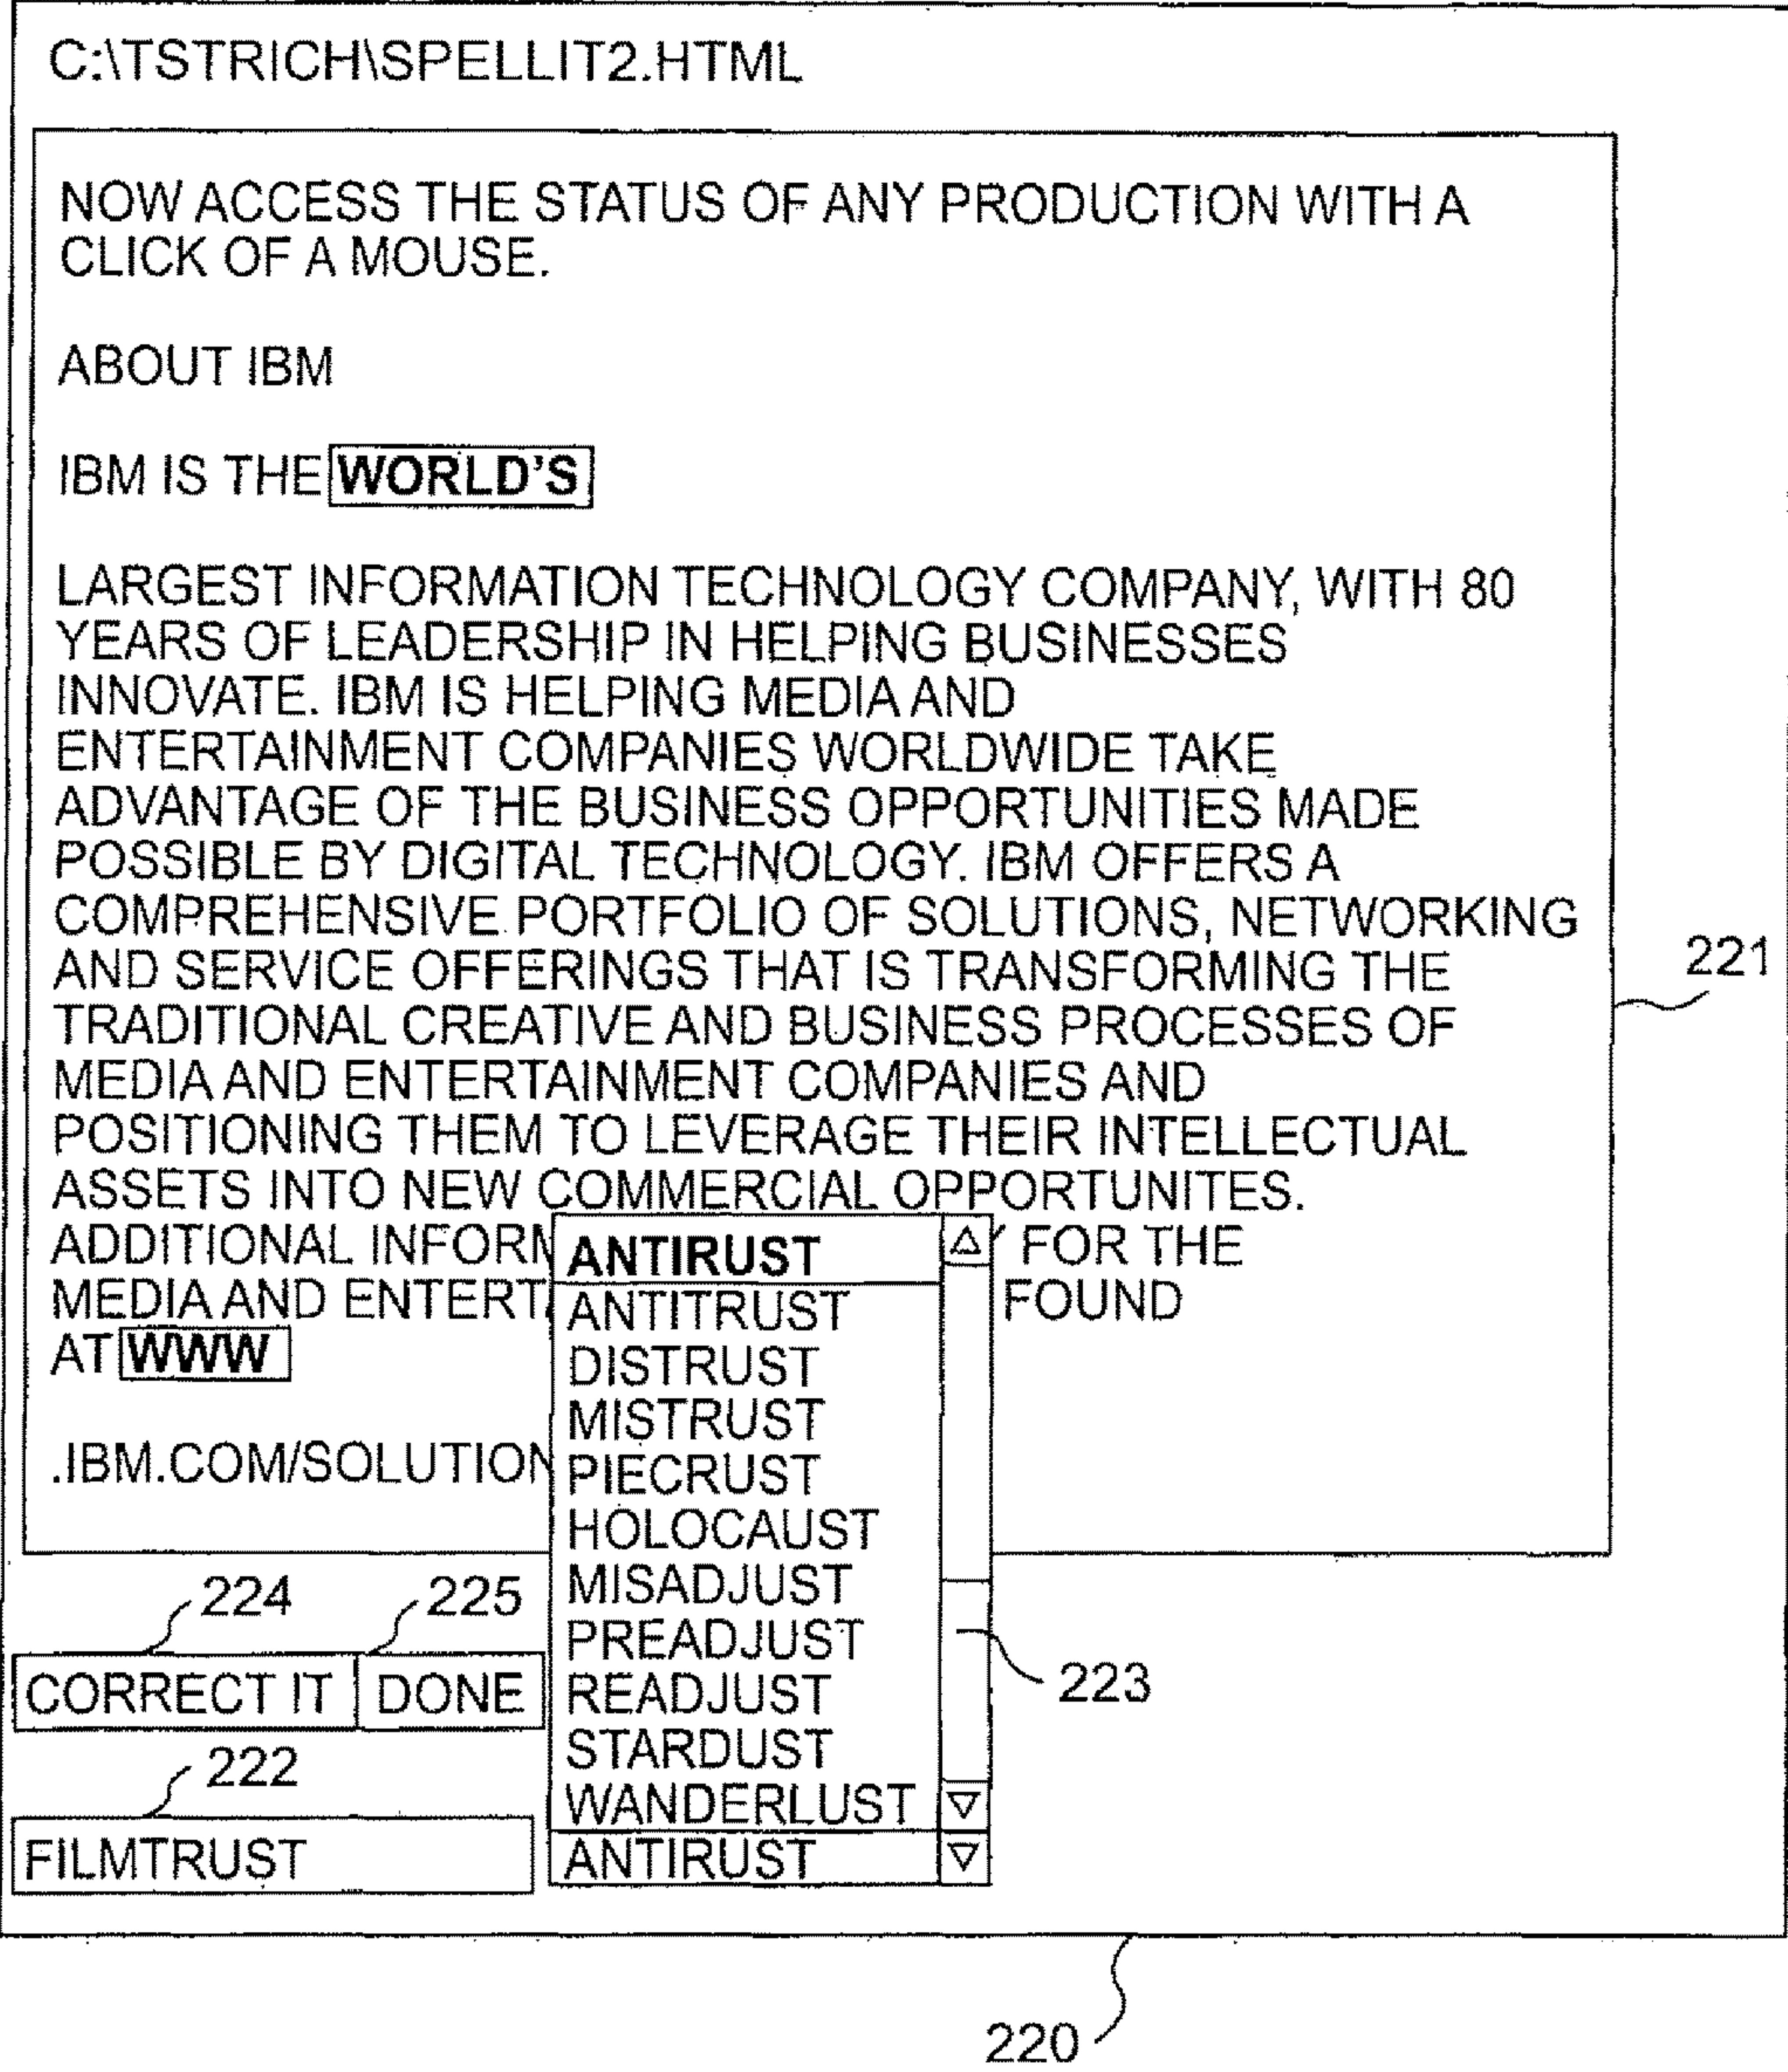 C:\TSTRICH\SPELLIT2.HTML
NOW ACCESS THE STATUS OF ANY PRODUCTION WITH A
CLICK OF A MOUSE.
ABOUT IBM
IBM IS THE WORLD'S
LARGEST INFORMATION TECHNOLOGY COMPANY, WITH 80
YEARS OF LEADERSHIP IN HELPING BUSINESSES
INNOVATE. IBM IS HELPING MEDIA AND
ENTERTAINMENT COMPANIES WORLDWIDE TAKE
ADVANTAGE OF THE BUSINESS OPPORTUNITIES MADE
POSSIBLE BY DIGITAL TECHNOLOGY. IBM OFFERS A
COMPREHENSIVE PORTFOLIO OF SOLUTIONS, NETWORKING
AND SERVICE OFFERINGS THAT IS TRANSFORMING THE
TRADITIONAL CREATIVE AND BUSINESS PROCESSES OF
MEDIA AND ENTERTAINMENT COMPANIES AND
POSITIONING THEM TO LEVERAGE THEIR INTELLECTUAL
ASSETS INTO NEW COMMERCIAL OPPORTUNITES.
ADDITIONAL INFORM FOR THE
MEDIA AND ENTERTA FOUND
AT WWW
.IBM.COM/SOLUTION
ANTIRUST
ANTITRUST
DISTRUST
MISTRUST
PIECRUST
HOLOCAUST
MISADJUST
PREADJUST
READJUST
STARDUST
WANDERLUST
ANTIRUST
221
224
225
CORRECT IT
DONE
223
222
FILMTRUST
220